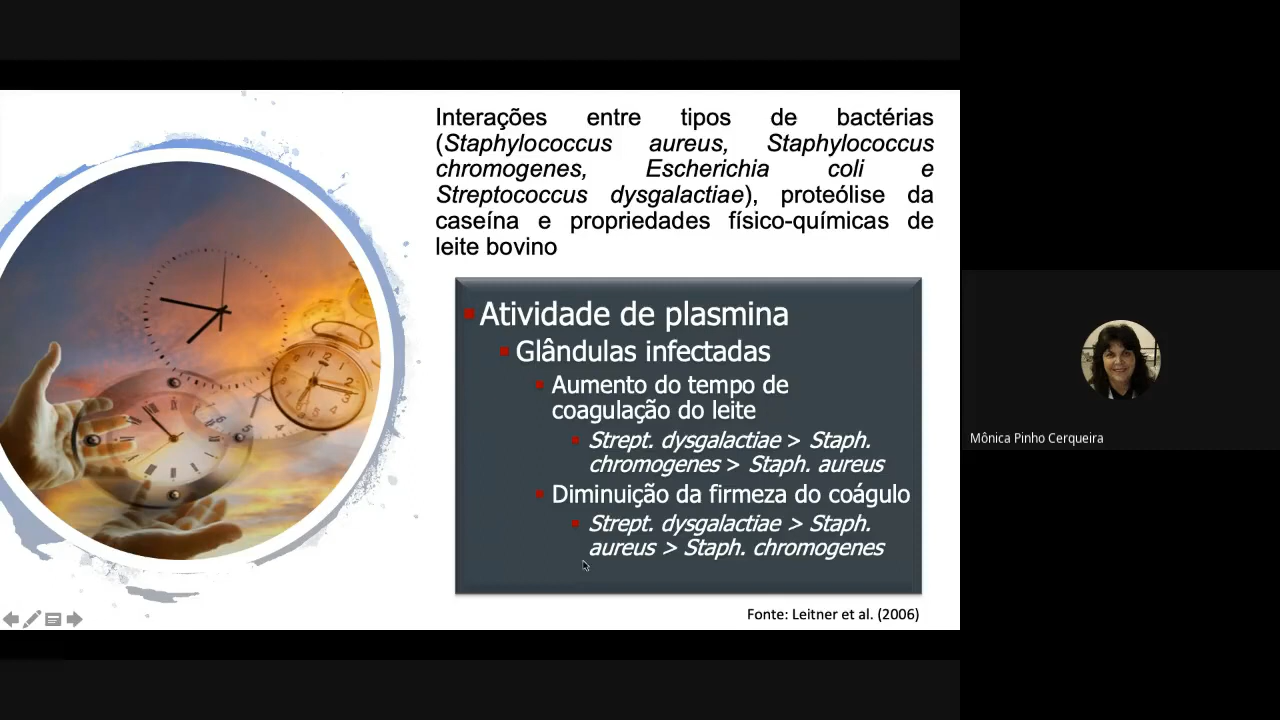 Interações entre tipos de bactérias
(Staphylococcus aureus, Staphylococcus
chromogenes, Escherichia coli e
Streptococcus dysgalactiae), proteólise da
caseína e propriedades físico-químicas de
leite bovino
Atividade de plasmina
Glândulas infectadas
Aumento do tempo de
coagulação do leite
Strept. dysgalactiae > Staph.
chromogenes > Staph. aureus
Diminuição da firmeza do coágulo
Strept. dysgalactiae > Staph.
aureus > Staph. chromogenes
Fonte: Leitner et al. (2006)
Mônica Pinho Cerqueira